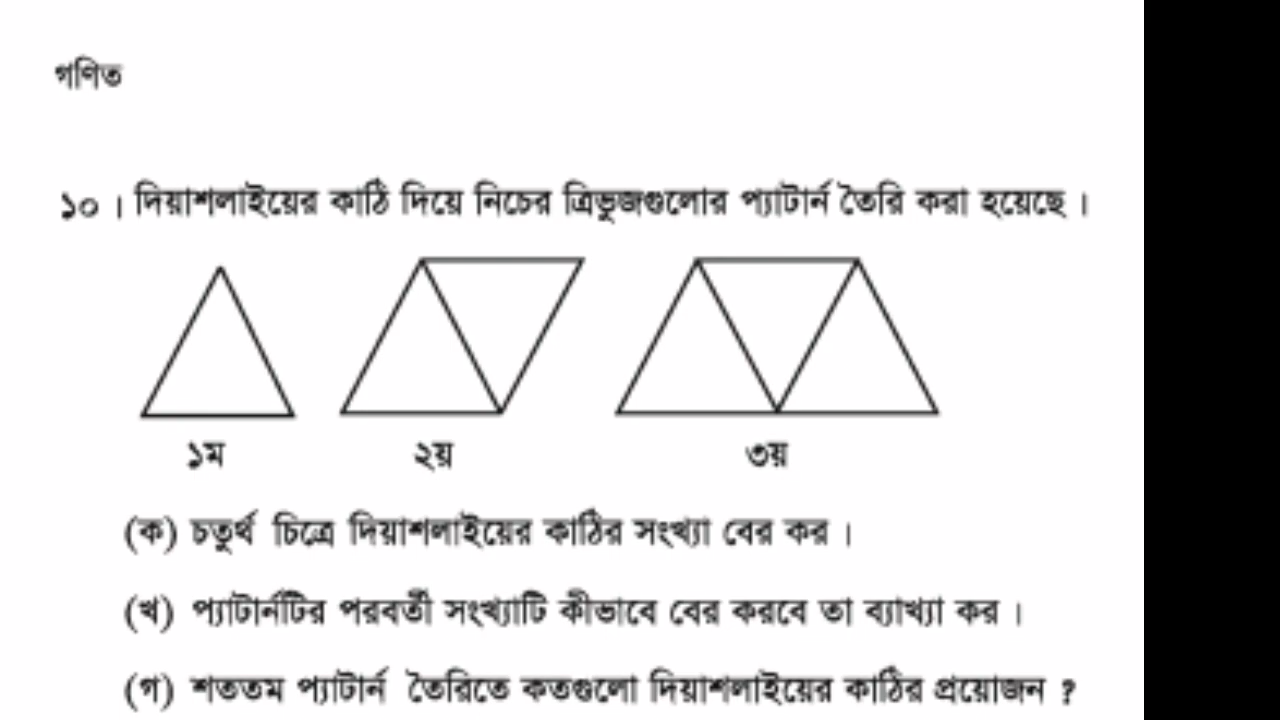 গণিত
১০। দিয়াশলাইয়ের কাঠি দিয়ে নিচের ত্রিভুজগুলোর প্যাটার্ন তৈরি করা হয়েছে।
১ম ২য় ৩য়
(ক) চতুর্থ চিত্রে দিয়াশলাইয়ের কাঠির সংখ্যা বের কর।
(খ) প্যাটার্নটির পরবর্তী সংখ্যাটি কীভাবে বের করবে তা ব্যাখ্যা কর।
(গ) শততম প্যাটার্ন তৈরিতে কতগুলো দিয়াশলাইয়ের কাঠির প্রয়োজন ?